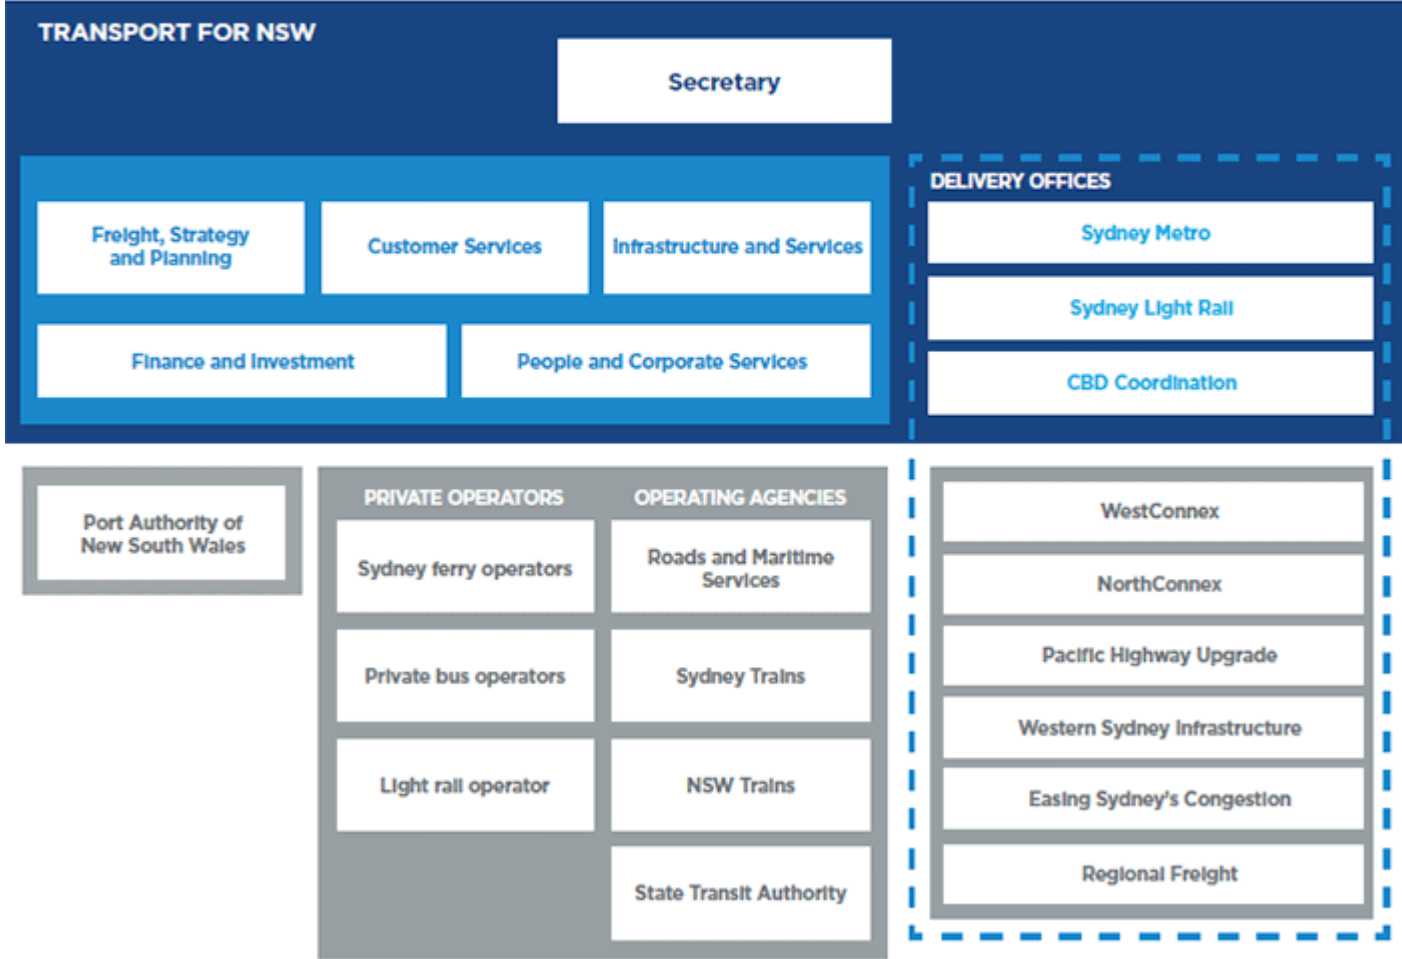 TRANSPORT FOR NSW
Secretary
Freight, Strategy
and Planning
Customer Services
Infrastructure and Services
Finance and Investment
People and Corporate Services
DELIVERY OFFICES
Sydney Metro
Sydney Light Rail
CBD Coordination
Port Authority of
New South Wales
PRIVATE OPERATORS
Sydney ferry operators
Private bus operators
Light rail operator
OPERATING AGENCIES
Roads and Maritime
Services
Sydney Trains
NSW Trains
State Transit Authority
WestConnex
NorthConnex
Pacific Highway Upgrade
Western Sydney Infrastructure
Easing Sydney's Congestion
Regional Freight